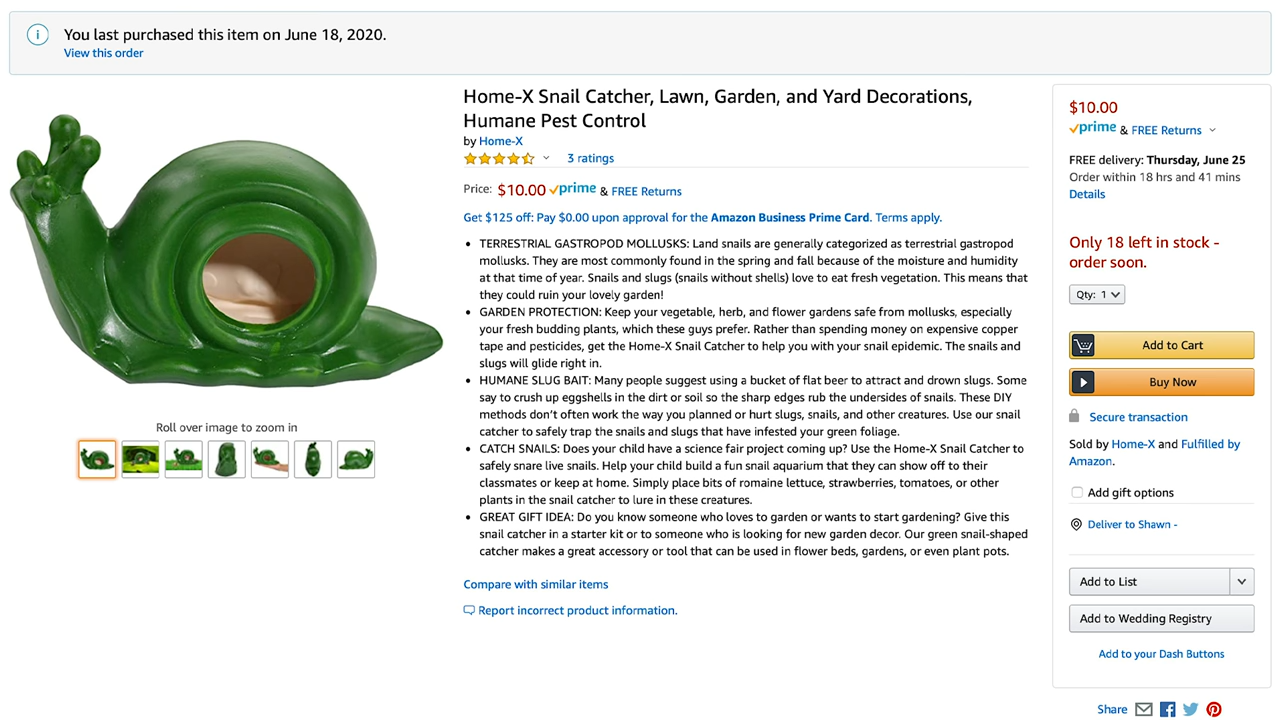 You last purchased this item on June 18, 2020.
View this order
Home-X Snail Catcher, Lawn, Garden, and Yard Decorations,
Humane Pest Control
by Home-X
3 ratings
Price: $10.00 prime & FREE Returns
Get $125 off: Pay $0.00 upon approval for the Amazon Business Prime Card. Terms apply.
• TERRESTRIAL GASTROPOD MOLLUSKS: Land snails are generally categorized as terrestrial gastropod
mollusks. They are most commonly found in the spring and fall because of the moisture and humidity
at that time of year. Snails and slugs (snails without shells) love to eat fresh vegetation. This means that
they could ruin your lovely garden!
• GARDEN PROTECTION: Keep your vegetable, herb, and flower gardens safe from mollusks, especially
your fresh budding plants, which these guys prefer. Rather than spending money on expensive copper
tape and pesticides, get the Home-X Snail Catcher to help you with your snail epidemic. The snails and
slugs will glide right in.
• HUMANE SLUG BAIT: Many people suggest using a bucket of flat beer to attract and drown slugs. Some
say to crush up eggshells in the dirt or soil so the sharp edges rub the undersides of snails. These DIY
methods don't often work the way you planned or hurt slugs, snails, and other creatures. Use our snail
catcher to safely trap the snails and slugs that have infested your green foliage.
• CATCH SNAILS: Does your child have a science fair project coming up? Use the Home-X Snail Catcher to
safely snare live snails. Help your child build a fun snail aquarium that they can show off to their
classmates or keep at home. Simply place bits of romaine lettuce, strawberries, tomatoes, or other
plants in the snail catcher to lure in these creatures.
• GREAT GIFT IDEA: Do you know someone who loves to garden or wants to start gardening? Give this
snail catcher in a starter kit or to someone who is looking for new garden decor. Our green snail-shaped
catcher makes a great accessory or tool that can be used in flower beds, gardens, or even plant pots.
Compare with similar items
Report incorrect product information.
Roll over image to zoom in
$10.00
prime & FREE Returns
FREE delivery: Thursday, June 25
Order within 18 hrs and 41 mins
Details
Only 18 left in stock -
order soon.
Qty: 1
Add to Cart
Buy Now
Secure transaction
Sold by Home-X and Fulfilled by
Amazon.
Add gift options
Deliver to Shawn -
Add to List
Add to Wedding Registry
Add to your Dash Buttons
Share